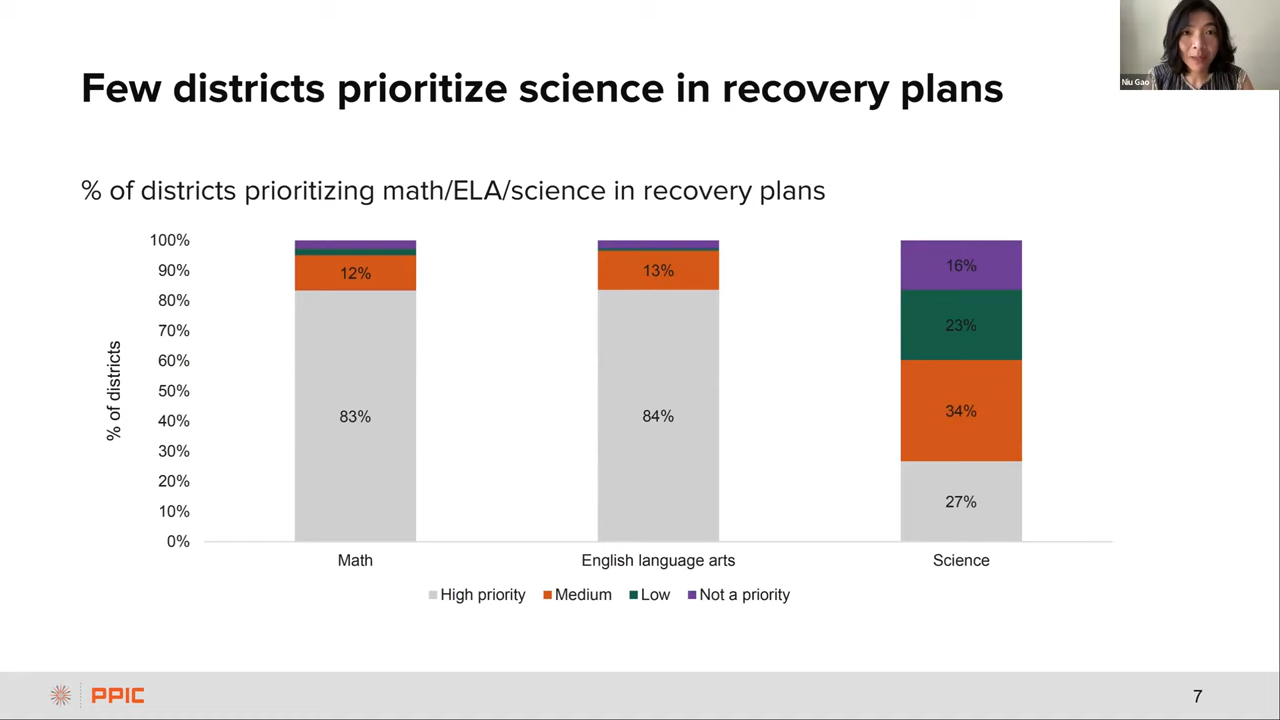 Niu Gao
Few districts prioritize science in recovery plans
% of districts prioritizing math/ELA/science in recovery plans
100%
90%
80%
70%
60%
50%
40%
30%
20%
10%
0%
% of districts
12%
83%
13%
84%
16%
23%
34%
27%
Math
English language arts
Science
High priority Medium Low Not a priority
PPIC
7